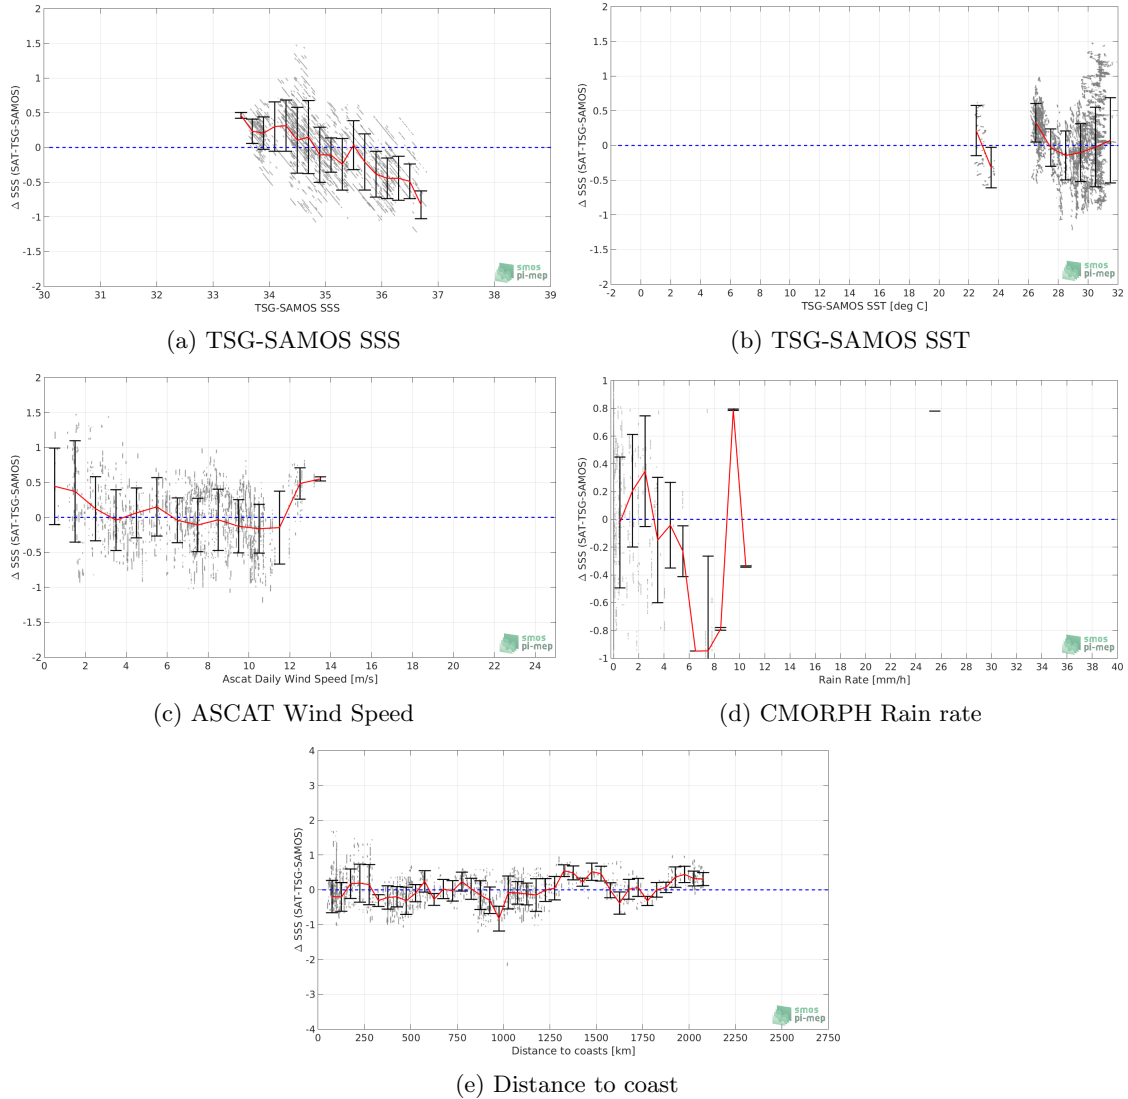 2
1.5
1
0.5
0
-0.5
-1
-1.5
-2
Δ SSS (SAT-TSG-SAMOS)
30 31 32 33 34 35 36 37 38 39
TSG-SAMOS SSS
smos
pi-mep
(a) TSG-SAMOS SSS
2
1.5
1
0.5
0
-0.5
-1
-1.5
-2
Δ SSS (SAT-TSG-SAMOS)
-2 0 2 4 6 8 10 12 14 16 18 20 22 24 26 28 30 32
TSG-SAMOS SST [deg C]
smos
pi-mep
(b) TSG-SAMOS SST
2
1.5
1
0.5
0
-0.5
-1
-1.5
-2
Δ SSS (SAT-TSG-SAMOS)
0 2 4 6 8 10 12 14 16 18 20 22 24
Ascat Daily Wind Speed [m/s]
smos
pi-mep
(c) ASCAT Wind Speed
1
0.8
0.6
0.4
0.2
0
-0.2
-0.4
-0.6
-0.8
-1
Δ SSS (SAT-TSG-SAMOS)
0 2 4 6 8 10 12 14 16 18 20 22 24 26 28 30 32 34 36 38 40
Rain Rate [mm/h]
smos
pi-mep
(d) CMORPH Rain rate
4
3
2
1
0
-1
-2
-3
-4
Δ SSS (SAT-TSG-SAMOS)
0 250 500 750 1000 1250 1500 1750 2000 2250 2500 2750
Distance to coasts [km]
smos
pi-mep
(e) Distance to coast